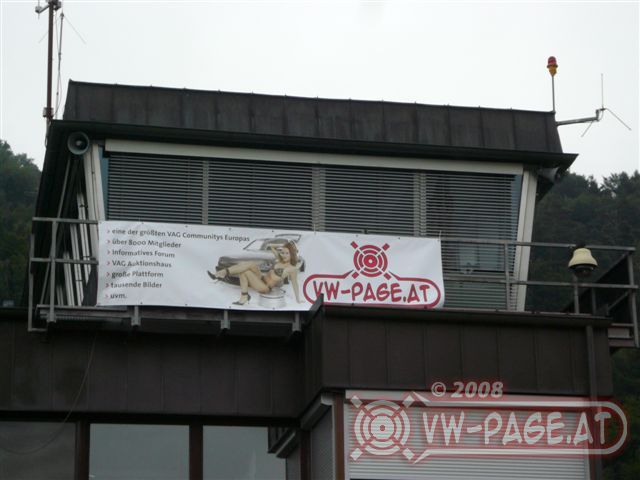 > eine der größten VAG Communitys Europas
> über 8000 Mitglieder
> Informatives Forum
> VAG Auktionshaus
> große Plattform
> tausende Bilder
> uvm.
VW-PAGE.AT
© 2008
VW-PAGE.AT